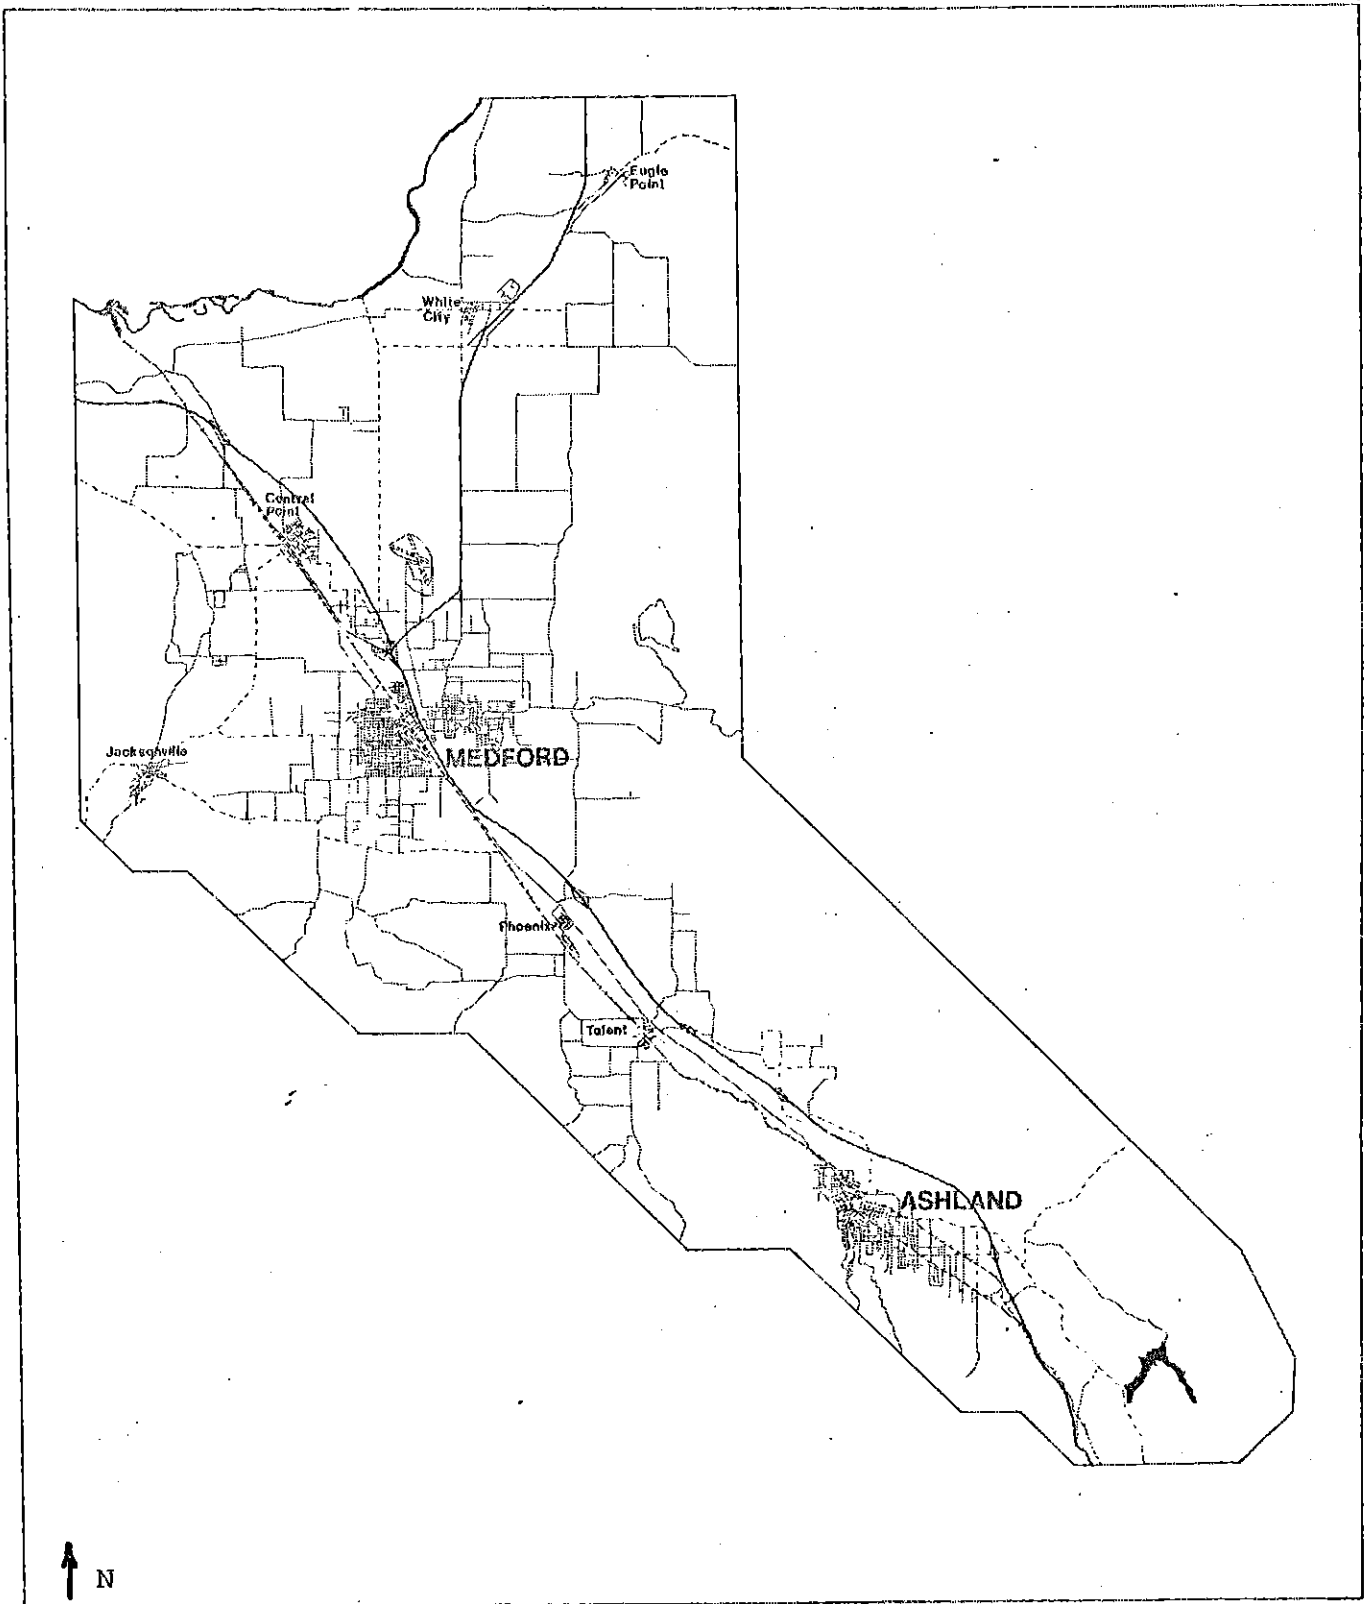 Eagle
Point
White
City
Central
Point
Jacksonville
MEDFORD
Phoenix
Talent
ASHLAND
N